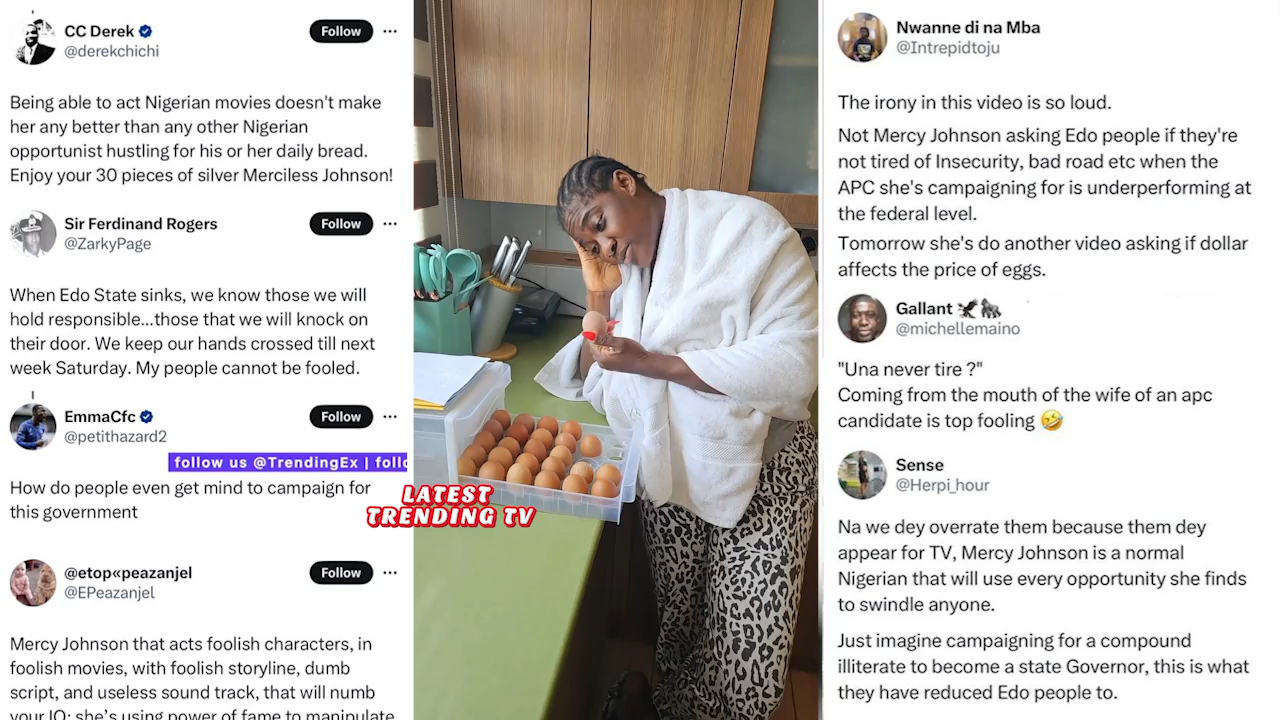 CC Derek
Follow
@derekchichi
Being able to act Nigerian movies doesn't make
her any better than any other Nigerian
opportunist hustling for his or her daily bread.
Enjoy your 30 pieces of silver Merciless Johnson!
Sir Ferdinand Rogers
Follow
@ZarkyPage
When Edo State sinks, we know those we will
hold responsible...those that we will knock on
their door. We keep our hands crossed till next
week Saturday. My people cannot be fooled.
EmmaCfc
Follow
@petithazard2
follow us @TrendingEx | follo
How do people even get mind to campaign for
this government
@etop«peazanjel
Follow
@EPeazanjel
Mercy Johnson that acts foolish characters, in
foolish movies, with foolish storyline, dumb
script, and useless sound track, that will numb
your IQ; she's using power of fame to manipulate
LATEST
TRENDING TV
Nwanne di na Mba
@Intrepidtoju
The irony in this video is so loud.
Not Mercy Johnson asking Edo people if they're
not tired of Insecurity, bad road etc when the
APC she's campaigning for is underperforming at
the federal level.
Tomorrow she's do another video asking if dollar
affects the price of eggs.
Gallant 🦅🦍
@michellemaino
"Una never tire ?"
Coming from the mouth of the wife of an apc
candidate is top fooling 🤣
Sense
@Herpi_hour
Na we dey overrate them because them dey
appear for TV, Mercy Johnson is a normal
Nigerian that will use every opportunity she finds
to swindle anyone.
Just imagine campaigning for a compound
illiterate to become a state Governor, this is what
they have reduced Edo people to.